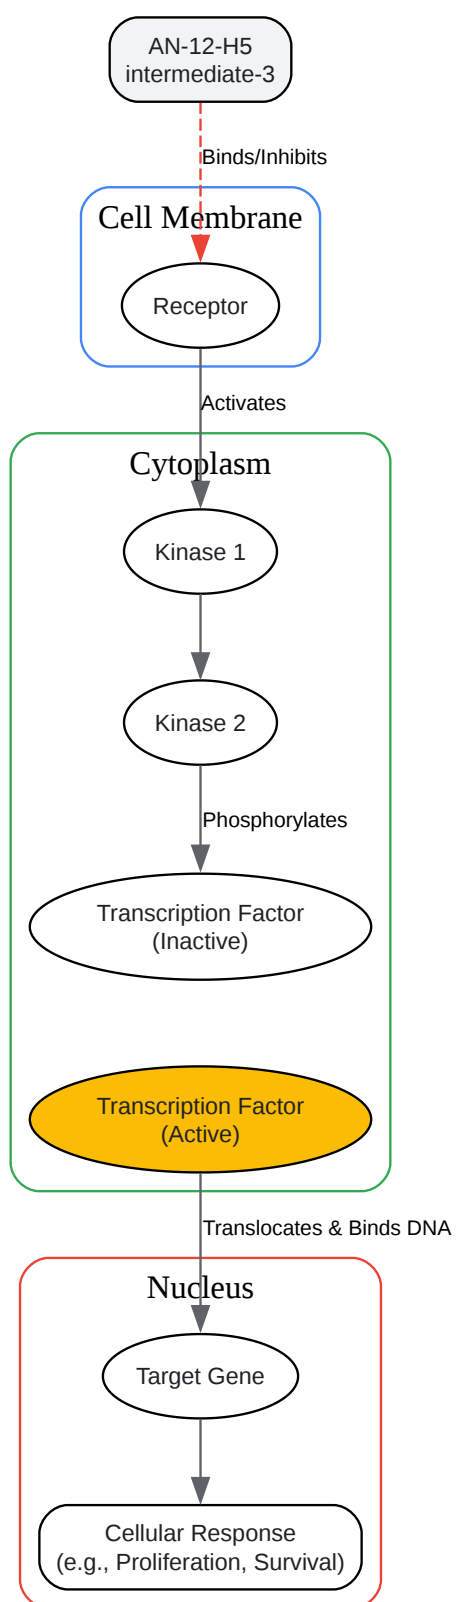 AN-12-H5
intermediate-3
Binds/Inhibits
Cell Membrane
Receptor
Activates
Cytoplasm
Kinase 1
Kinase 2
Phosphorylates
Transcription Factor
(Inactive)
Transcription Factor
(Active)
Translocates & Binds DNA
Nucleus
Target Gene
Cellular Response
(e.g., Proliferation, Survival)